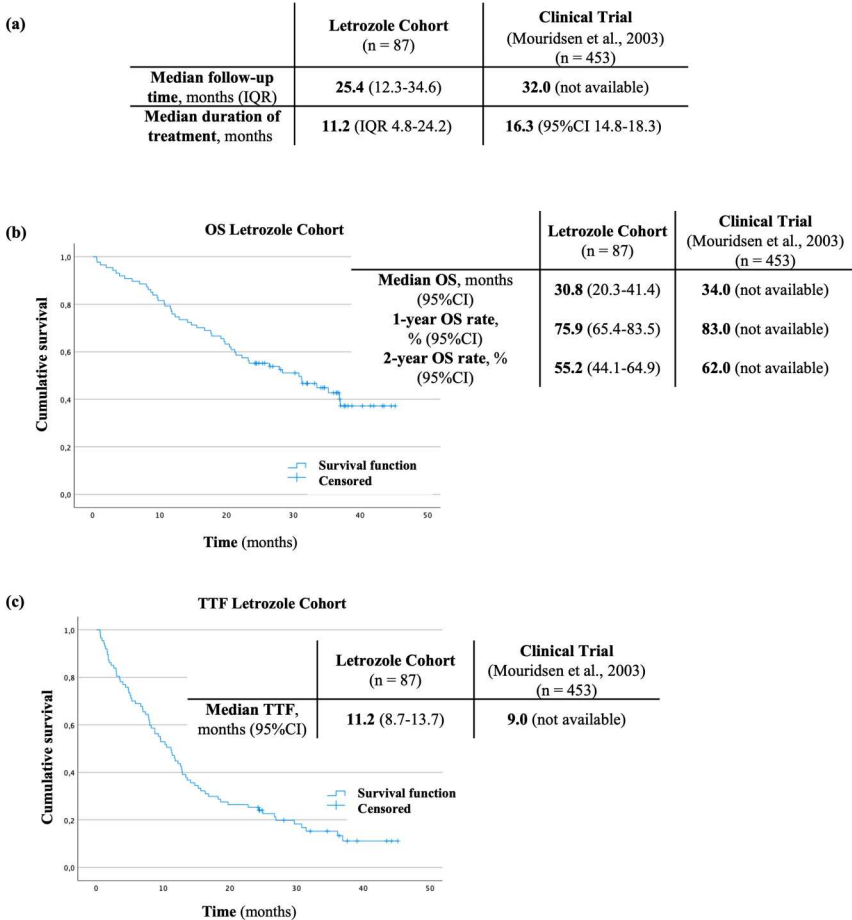 (a)
Letrozole Cohort
(n = 87)
Clinical Trial
(Mouridsen et al., 2003)
(n = 453)
Median follow-up
time, months (IQR)
25.4 (12.3-34.6)
32.0 (not available)
Median duration of
treatment, months
11.2 (IQR 4.8-24.2)
16.3 (95%CI 14.8-18.3)
(b)
OS Letrozole Cohort
Cumulative survival
1,0
0,8
0,6
0,4
0,2
0,0
0 10 20 30 40 50
Time (months)
Survival function
Censored
Letrozole Cohort
(n = 87)
Clinical Trial
(Mouridsen et al., 2003)
(n = 453)
Median OS, months
(95%CI)
30.8 (20.3-41.4)
34.0 (not available)
1-year OS rate,
% (95%CI)
75.9 (65.4-83.5)
83.0 (not available)
2-year OS rate, %
(95%CI)
55.2 (44.1-64.9)
62.0 (not available)
(c)
TTF Letrozole Cohort
Cumulative survival
1,0
0,8
0,6
0,4
0,2
0,0
0 10 20 30 40 50
Time (months)
Survival function
Censored
Letrozole Cohort
(n = 87)
Clinical Trial
(Mouridsen et al., 2003)
(n = 453)
Median TTF,
months (95%CI)
11.2 (8.7-13.7)
9.0 (not available)